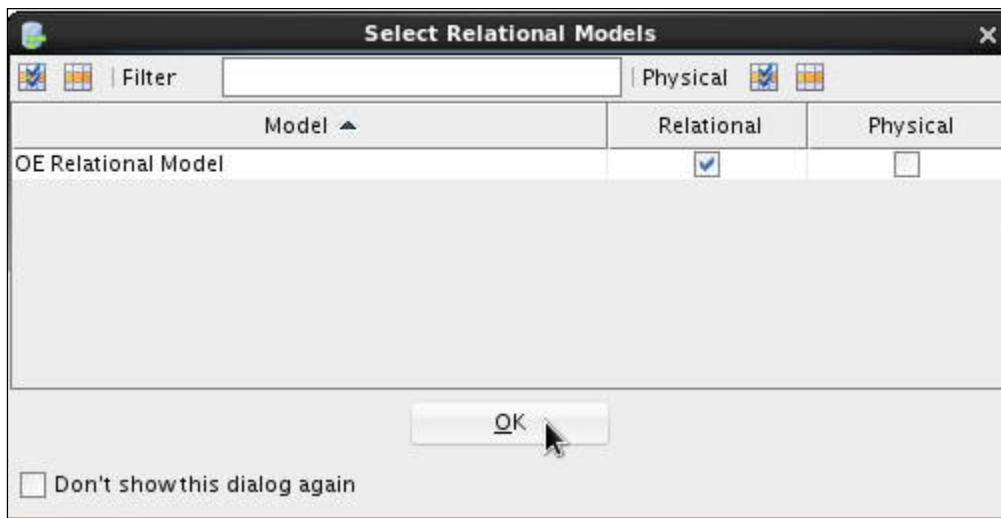 Select Relational Models
Filter Physical
Model Relational Physical
OE Relational Model
OK
Don't show this dialog again